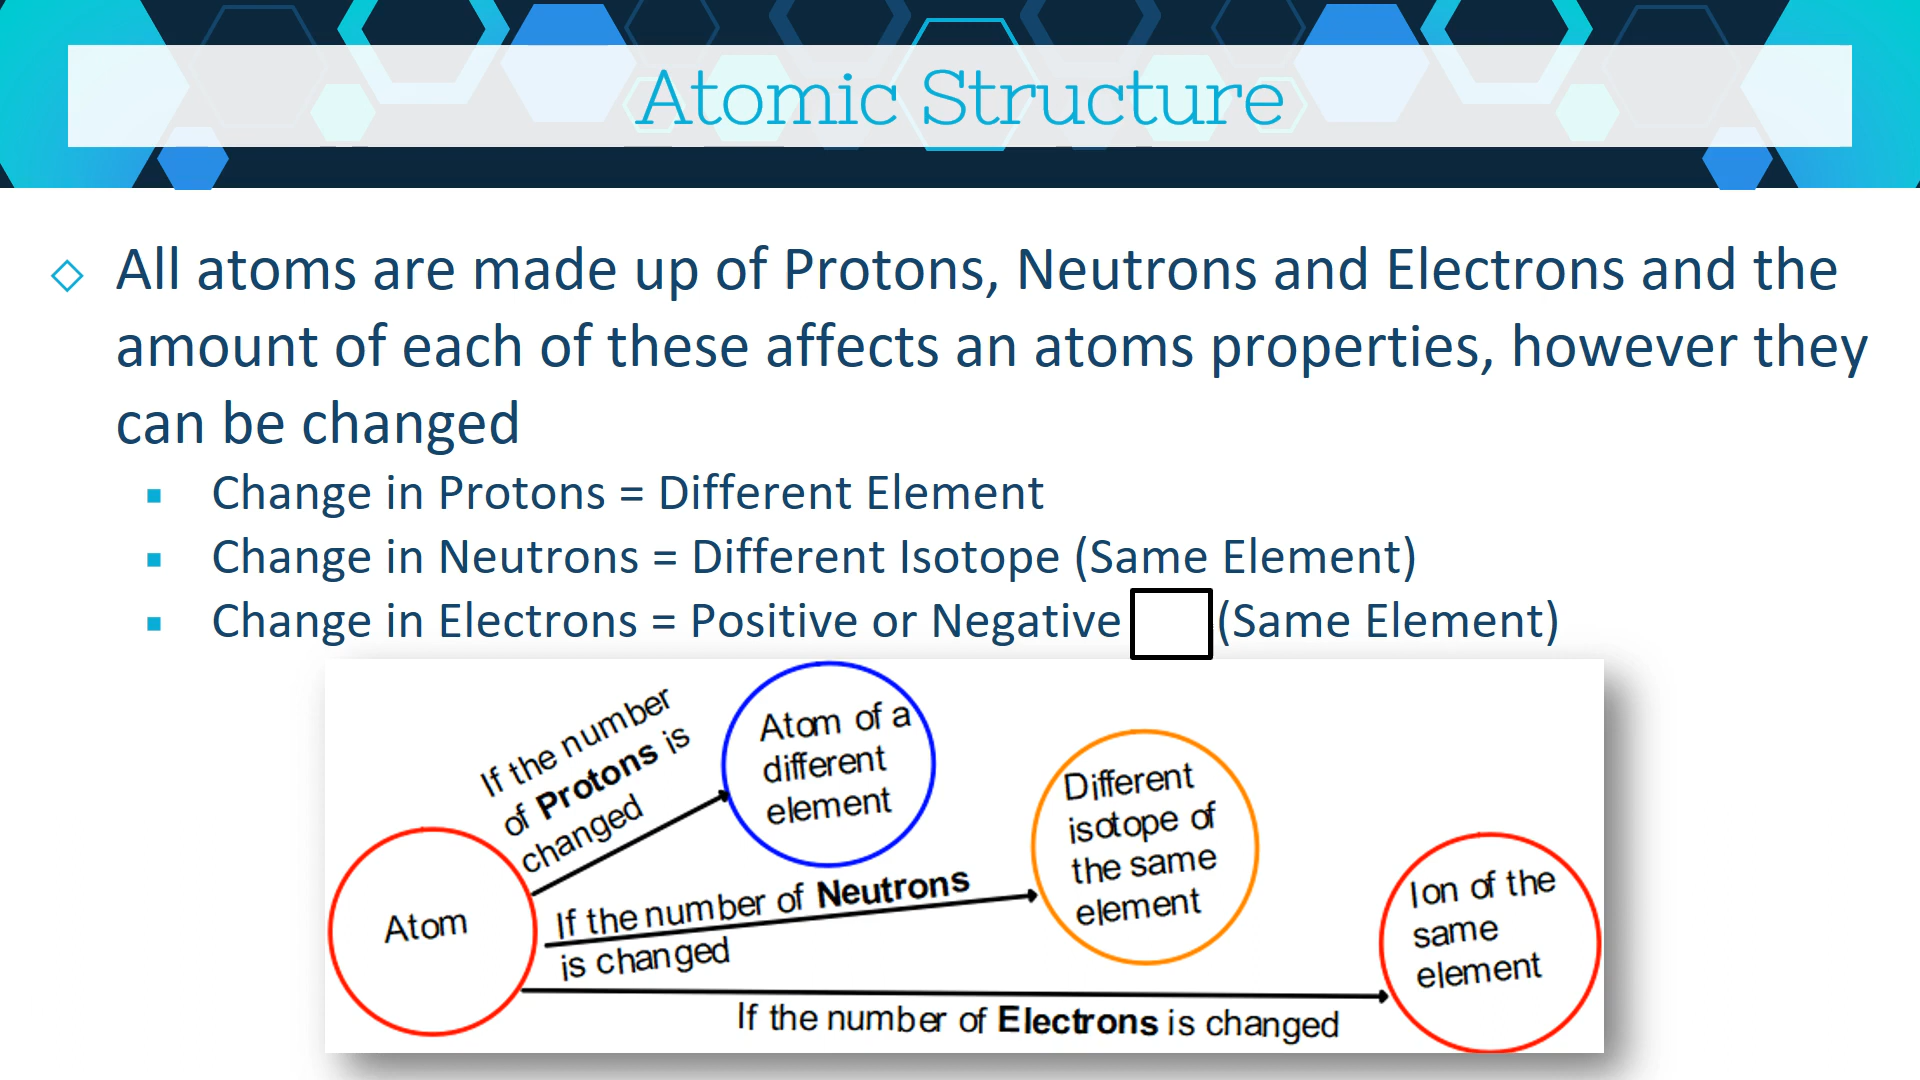 Atomic Structure
All atoms are made up of Protons, Neutrons and Electrons and the
amount of each of these affects an atoms properties, however they
can be changed
Change in Protons = Different Element
Change in Neutrons = Different Isotope (Same Element)
Change in Electrons = Positive or Negative (Same Element)
If the number
of Protons is
changed
Atom of a
different
element
Different
isotope of
the same
element
Atom
If the number of Neutrons
is changed
Ion of the
same
element
If the number of Electrons is changed